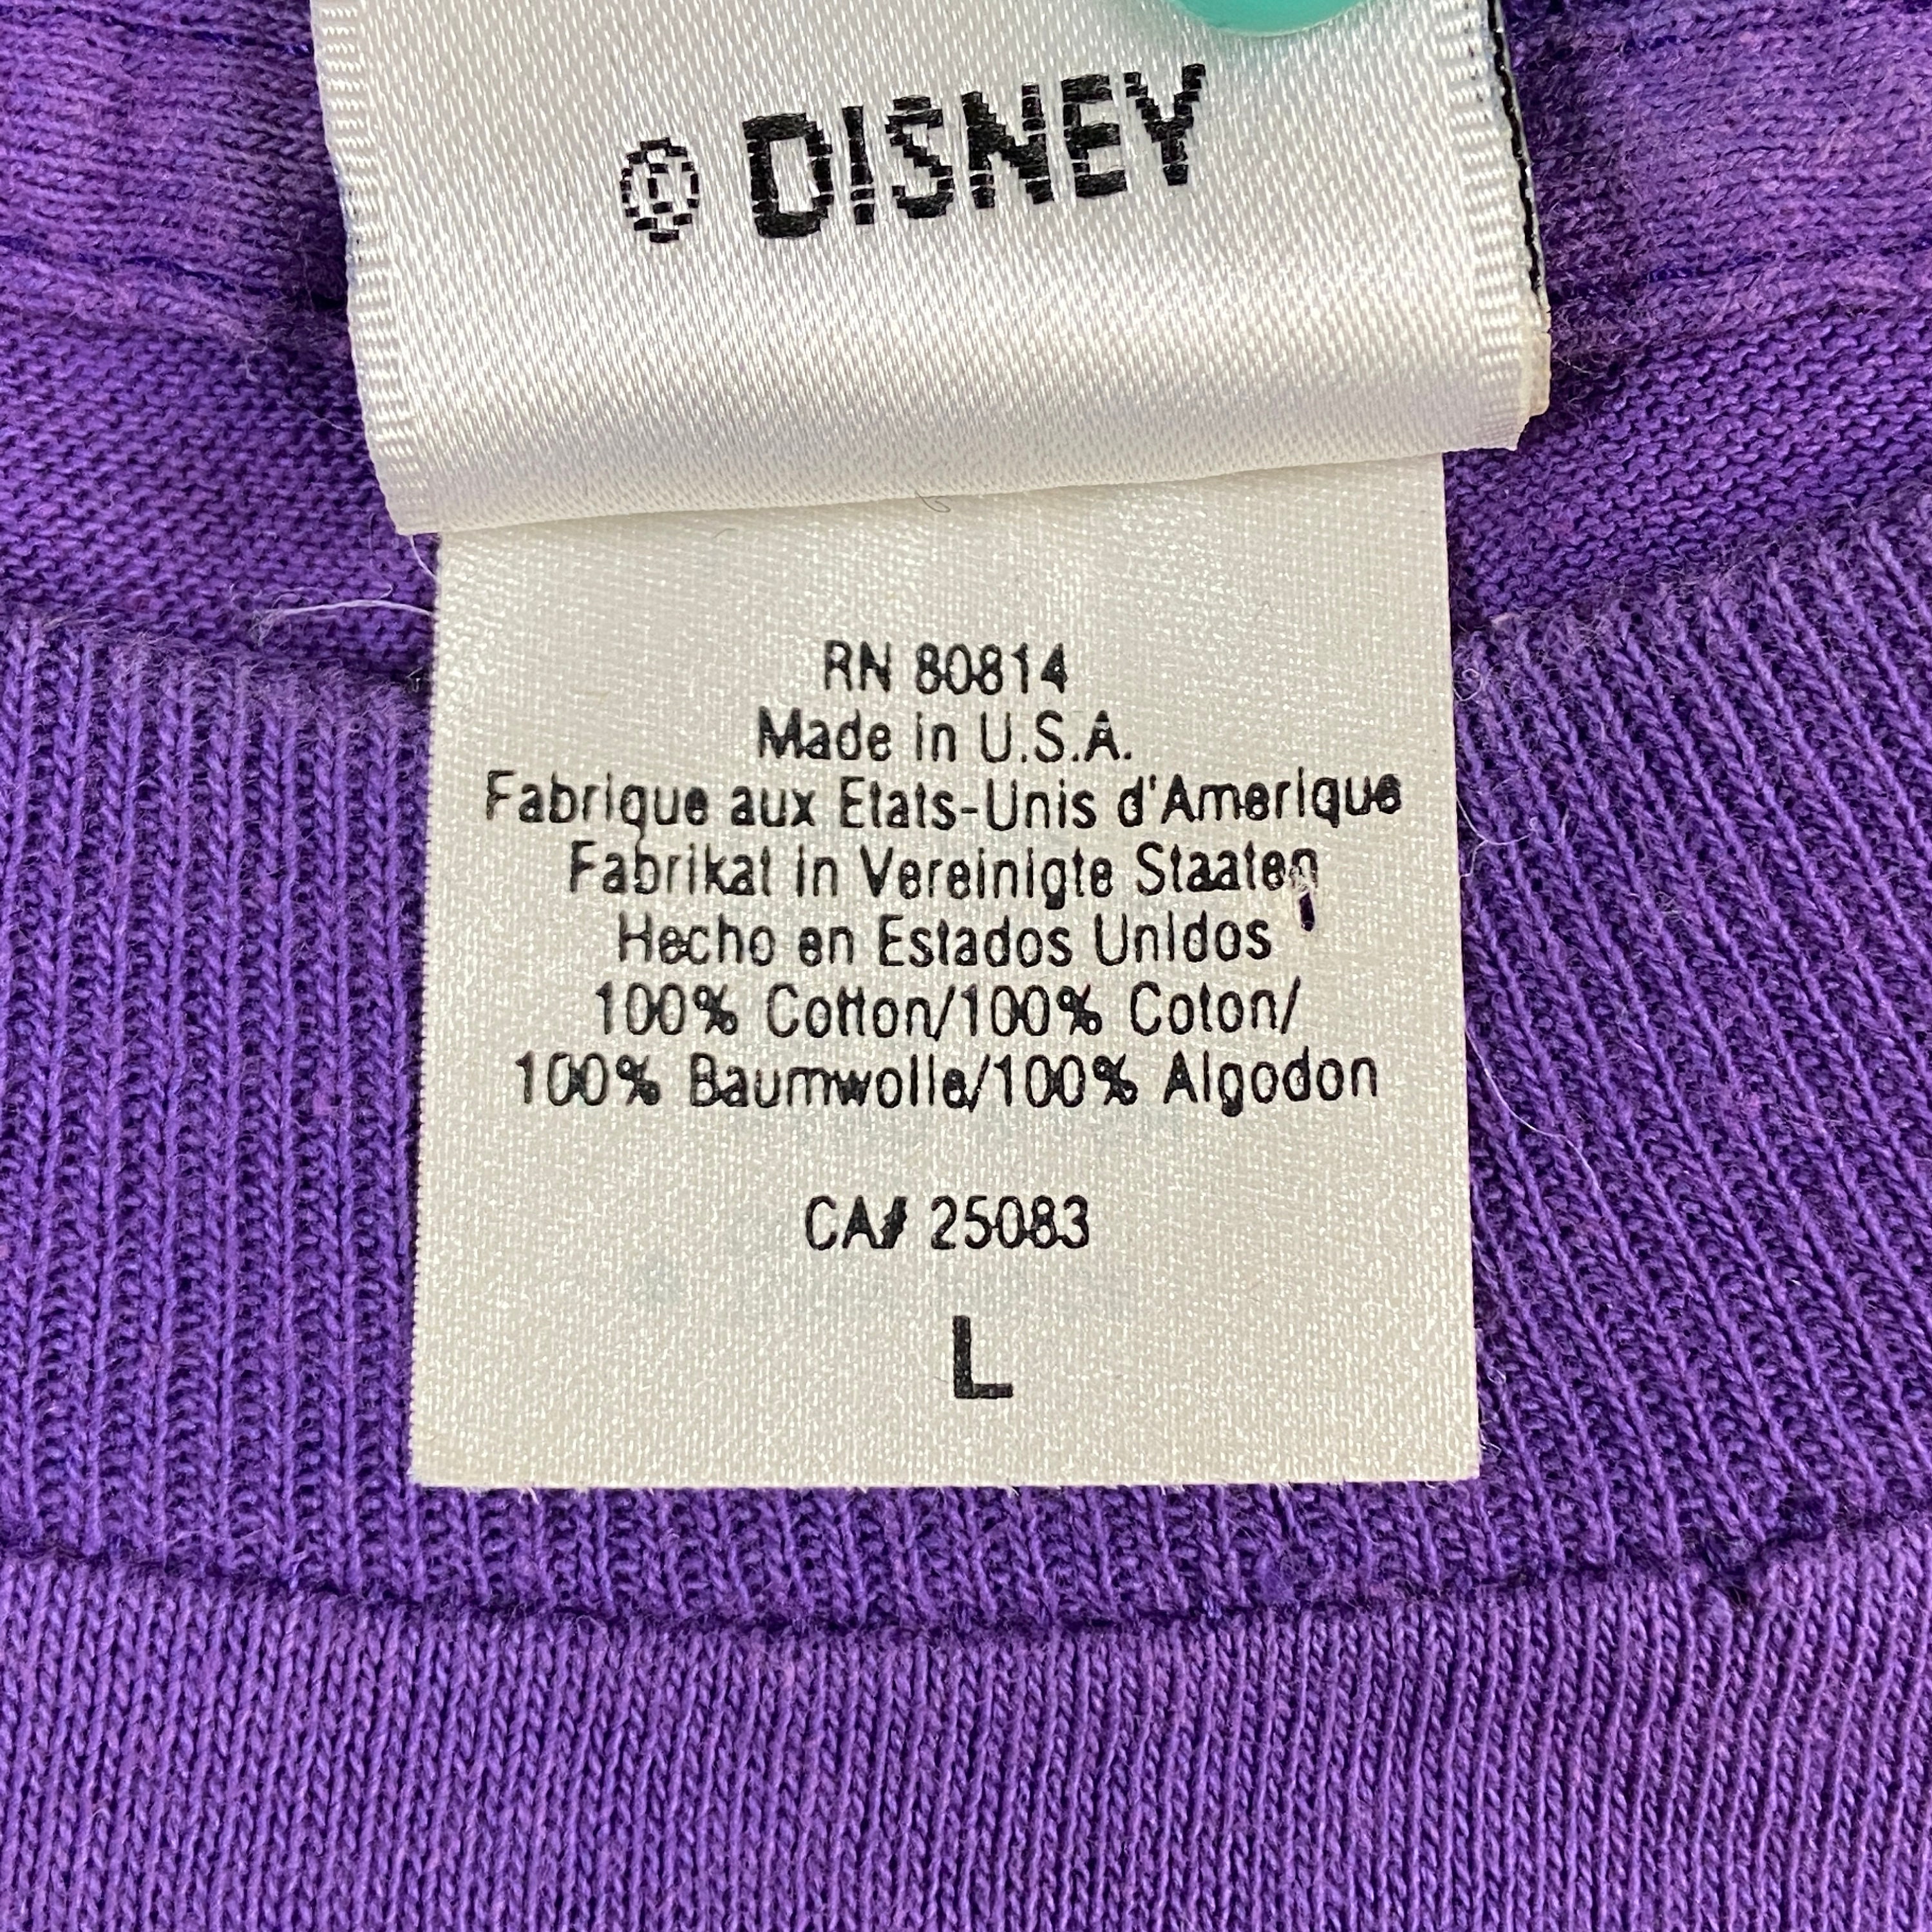 © DISNEY
RN 80814
Made in U.S.A.
Fabrique aux Etats-Unis d'Amerique
Fabrikat in Vereinigte Staaten
Hecho en Estados Unidos
100% Cotton/100% Coton/
100% Baumwolle/100% Algodon
CA# 25083
L